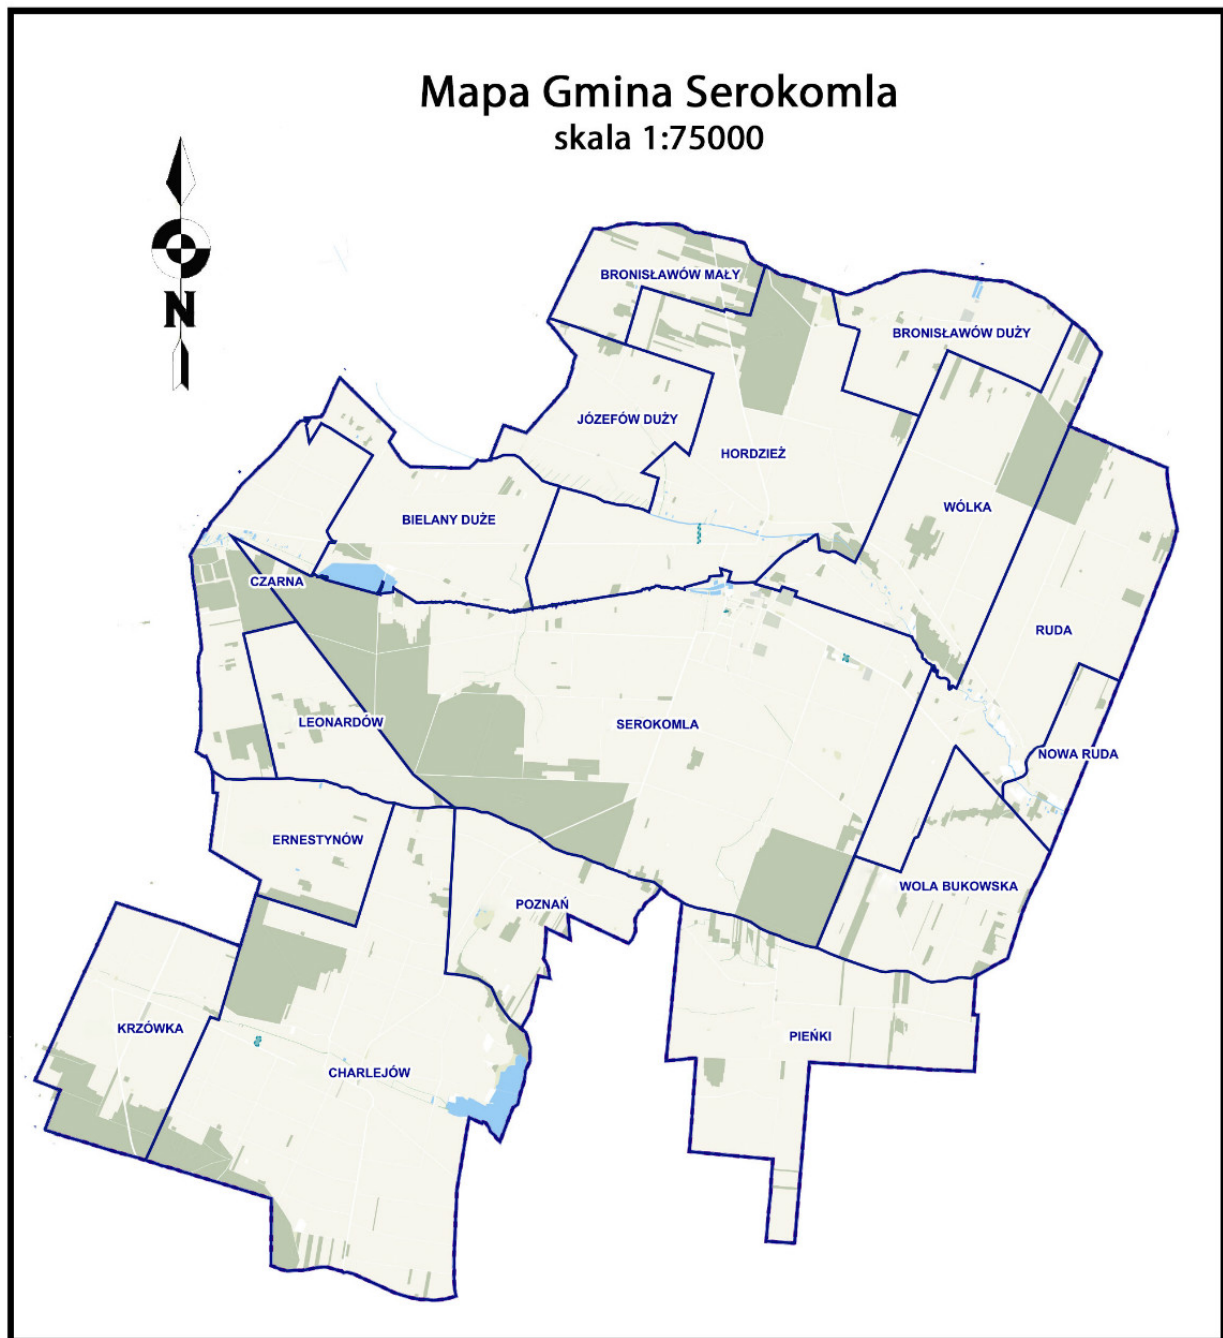 Mapa Gmina Serokomla
skala 1:75000
N
BRONISŁAWÓW MAŁY
BRONISŁAWÓW DUŻY
JÓZEFÓW DUŻY
HORDZIEŻ
WÓLKA
BIELANY DUŻE
CZARNA
RUDA
LEONARDÓW
SEROKOMLA
NOWA RUDA
ERNESTYNÓW
WOLA BUKOWSKA
POZNAŃ
KRZÓWKA
PIEŃKI
CHARLEJÓW